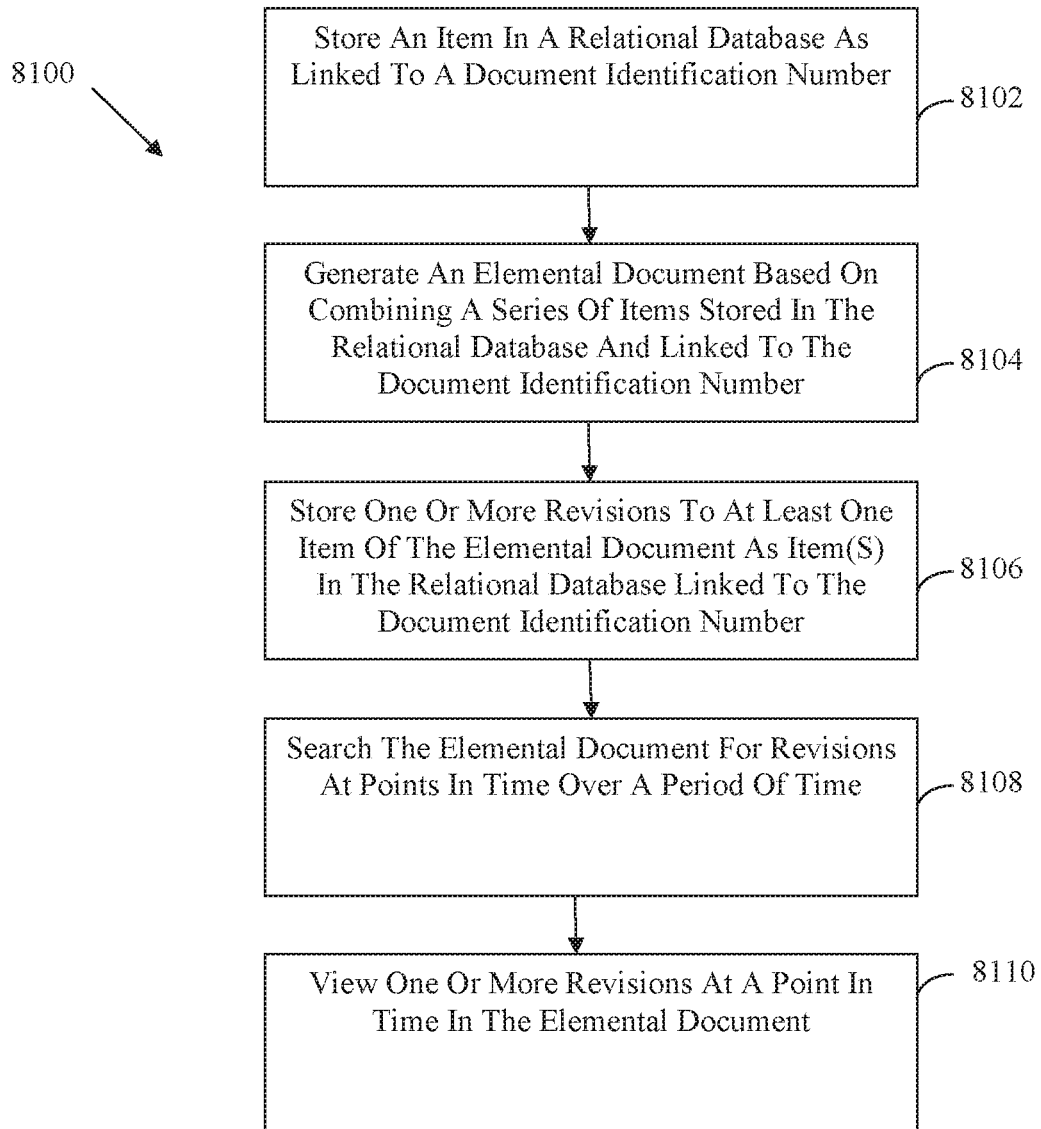 8100
Store An Item In A Relational Database As
Linked To A Document Identification Number
8102
Generate An Elemental Document Based On
Combining A Series Of Items Stored In The
Relational Database And Linked To The
Document Identification Number
8104
Store One Or More Revisions To At Least One
Item Of The Elemental Document As Item(S)
In The Relational Database Linked To The
Document Identification Number
8106
Search The Elemental Document For Revisions
At Points In Time Over A Period Of Time
8108
View One Or More Revisions At A Point In
Time In The Elemental Document
8110